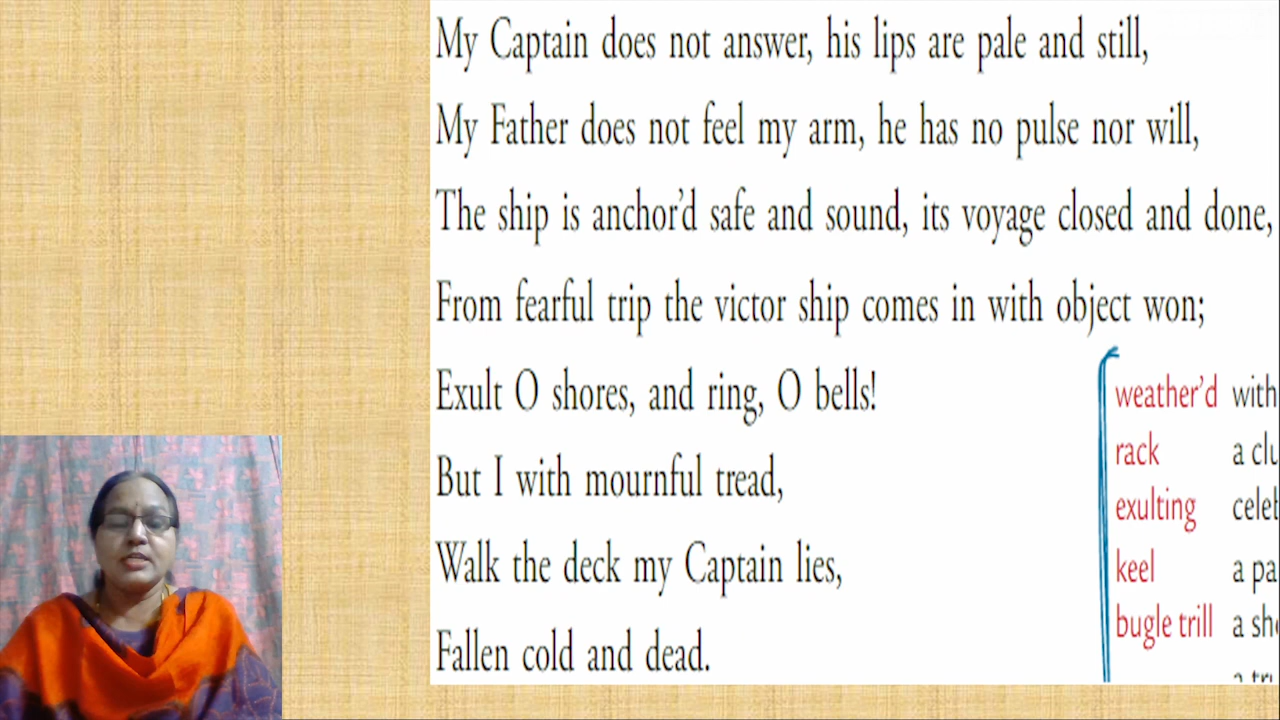 My Captain does not answer, his lips are pale and still,
My Father does not feel my arm, he has no pulse nor will,
The ship is anchor’d safe and sound, its voyage closed and done,
From fearful trip the victor ship comes in with object won;
Exult O shores, and ring, O bells!
But I with mournful tread,
Walk the deck my Captain lies,
Fallen cold and dead.
weather’d with
rack a
exulting
keel a
bugle trill a